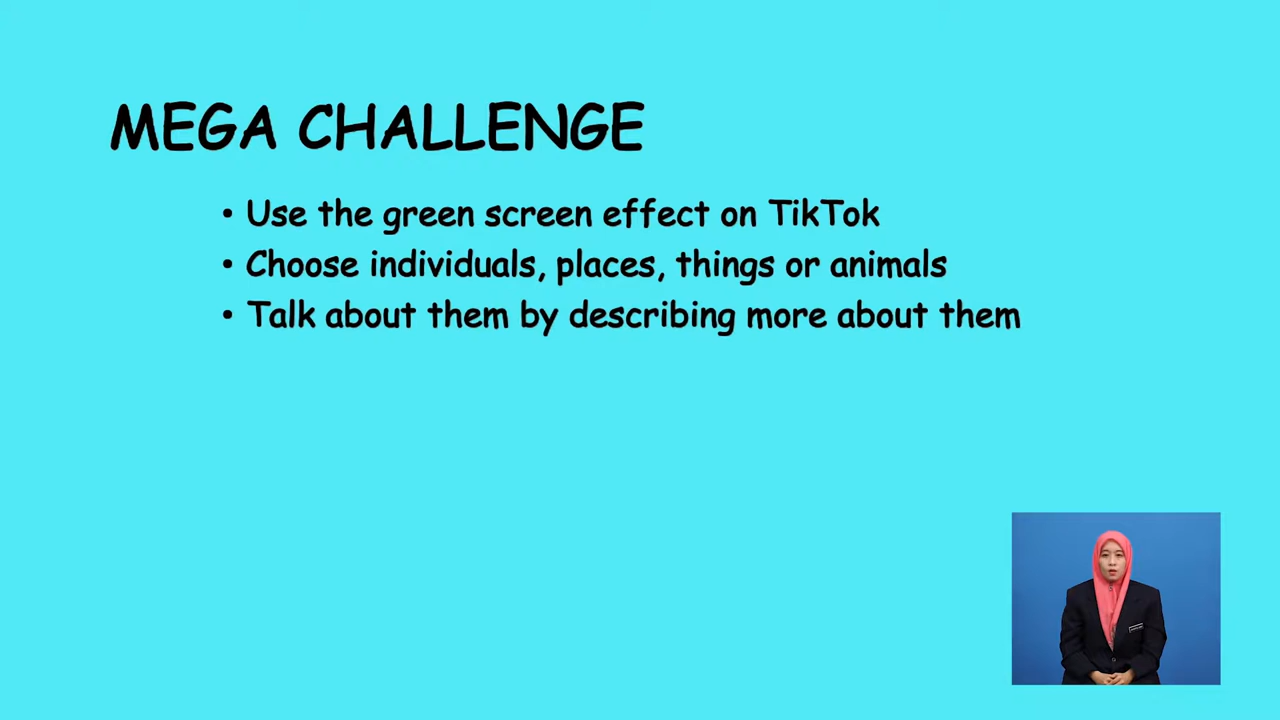 MEGA CHALLENGE
• Use the green screen effect on TikTok
• Choose individuals, places, things or animals
• Talk about them by describing more about them